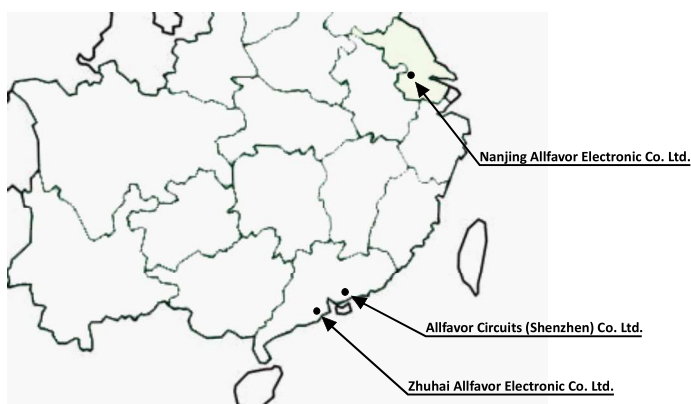 Nanjing Allfavor Electronic Co. Ltd.
Allfavor Circuits (Shenzhen) Co. Ltd.
Zhuhai Allfavor Electronic Co. Ltd.